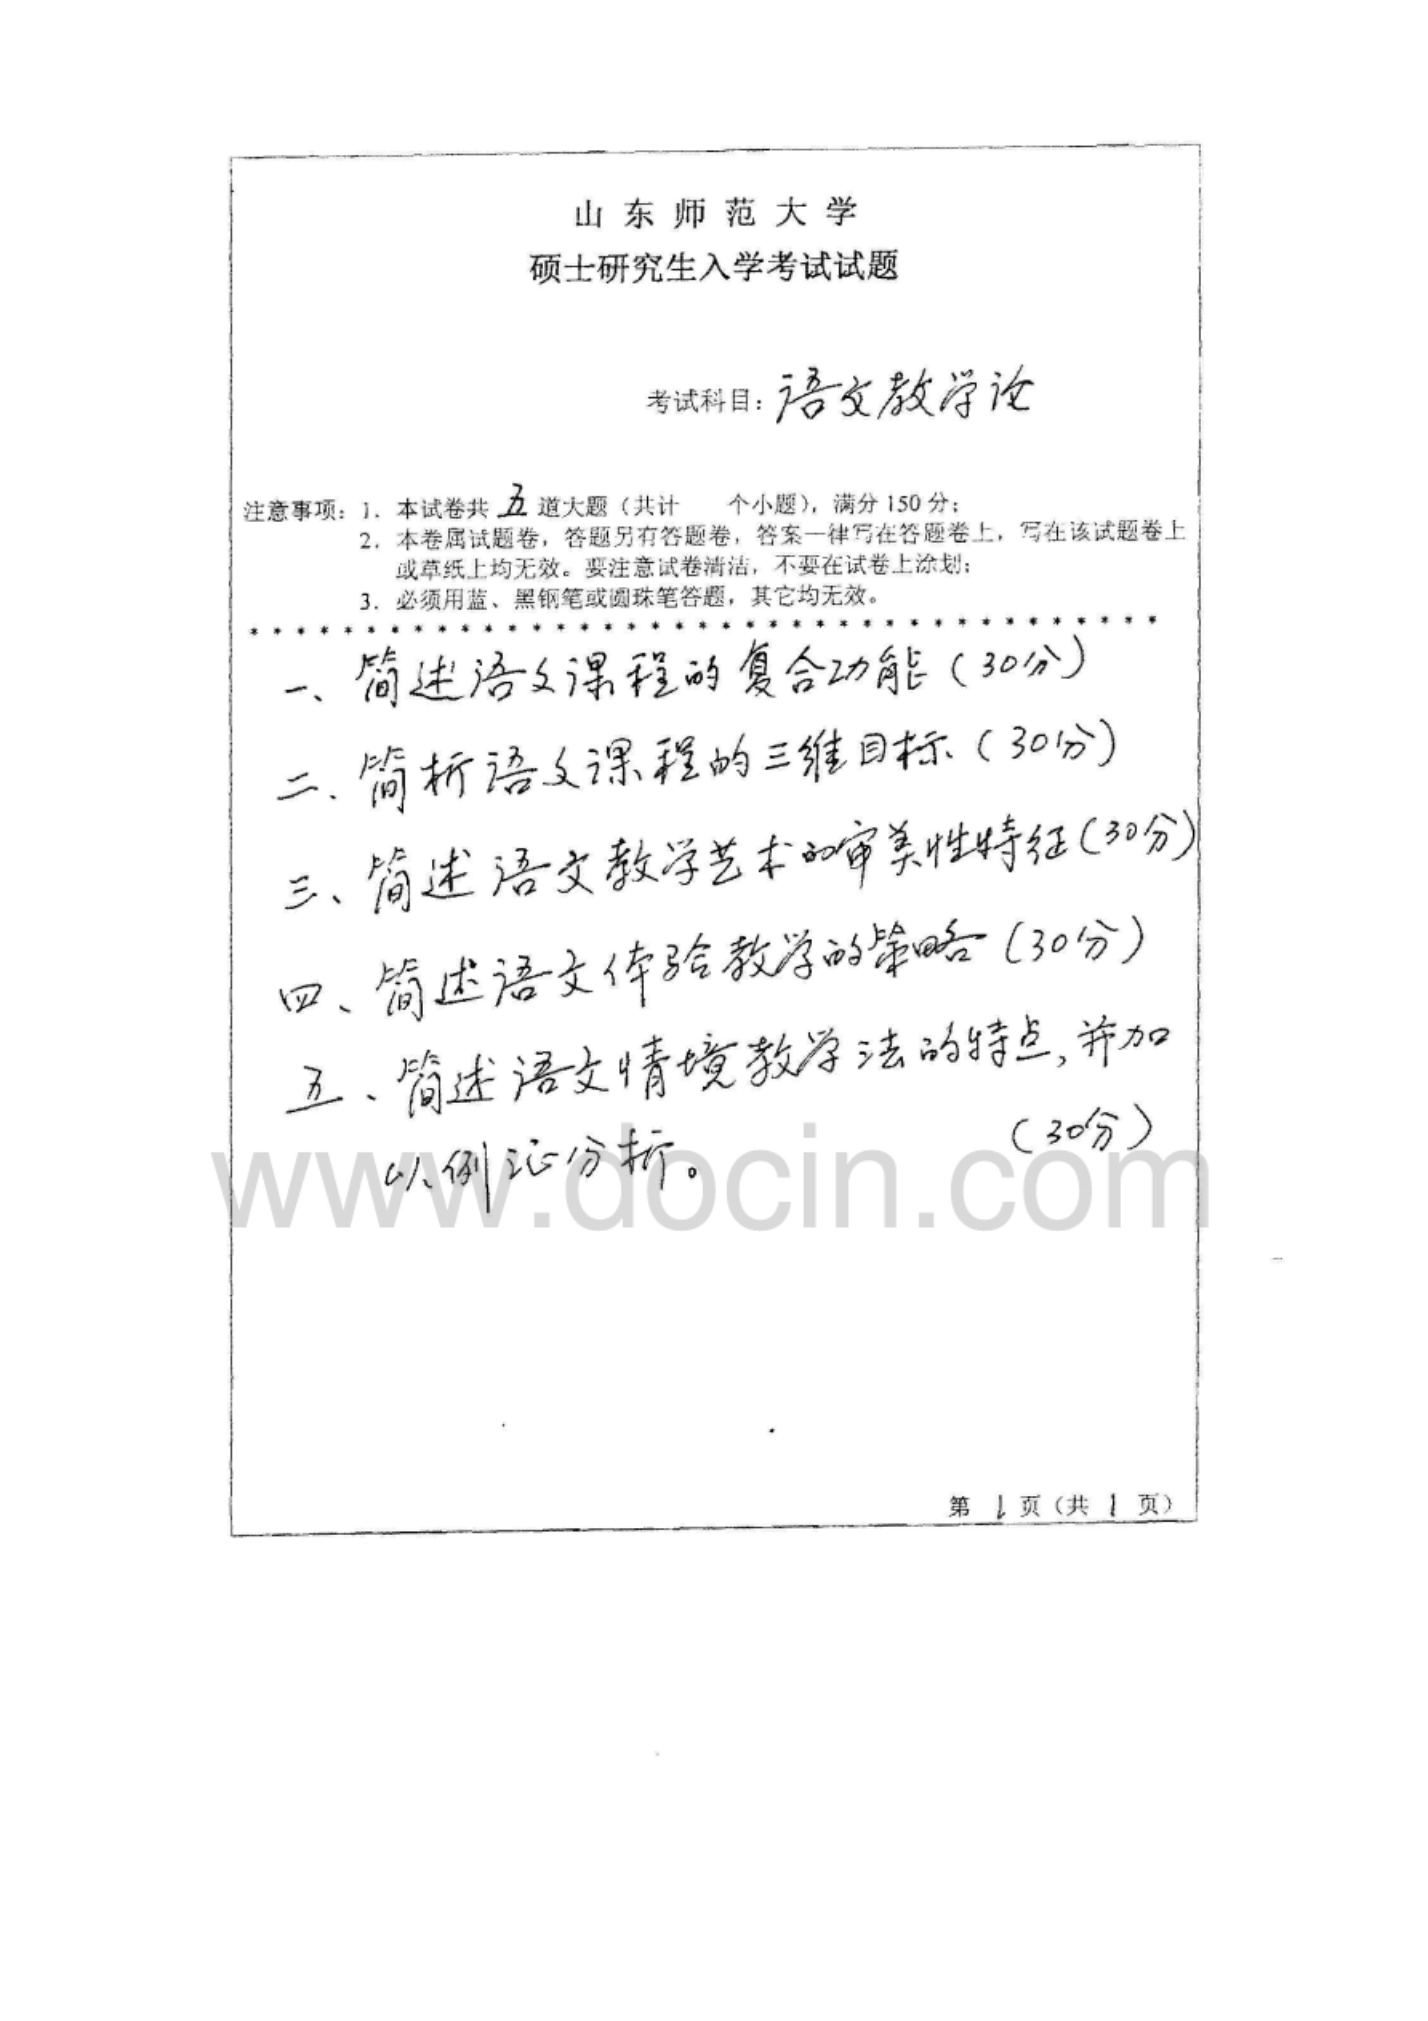 山东师范大学
硕士研究生入学考试试题
考试科目：语文教学论
注意事项：1．本试卷共 五 道大题（共计    个小题），满分 150 分；
2．本卷属试题卷，答题另有答题卷，答案一律写在答题卷上，写在该试题卷上
或草纸上均无效。要注意试卷清洁，不要在试卷上涂划；
3．必须用蓝、黑钢笔或圆珠笔答题，其它均无效。
* * * * * * * * * * * * * * * * * * * * * * * * * * * * * * * * * * * * * * *
一、简述语文课程的复合功能（30分）
二、简析语文课程的三维目标（30分）
三、简述语文教学艺术的审美性特征（30分）
四、简述语文体验教学的策略（30分）
五、简述语文情境教学法的特点，并加
以例证分析。（30分）
www.docin.com
第 1 页（共 1 页）